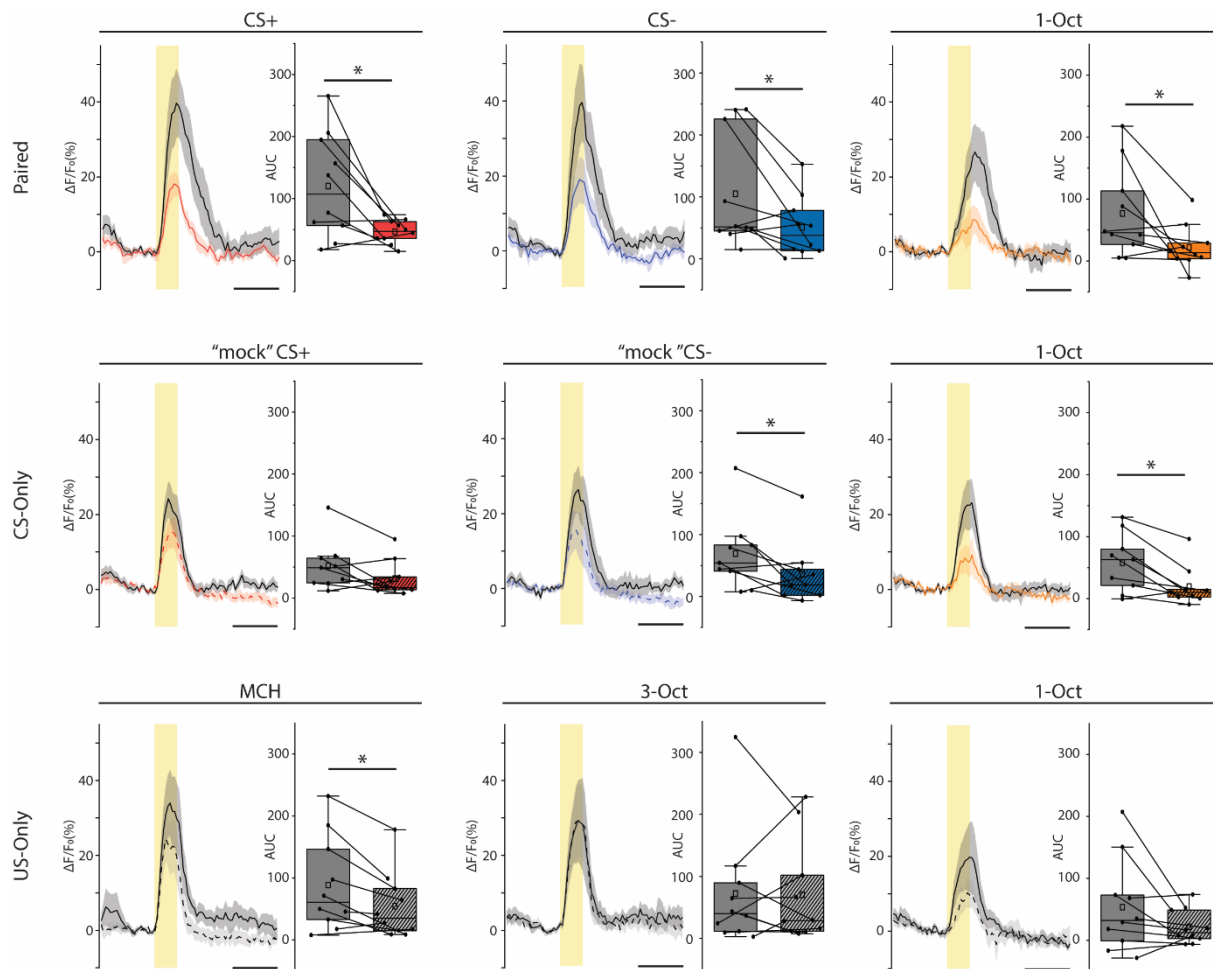 CS+ CS- 1-Oct
Paired
ΔF/F₀(%) 40 20 0 AUC 300 200 100 0 *
ΔF/F₀(%) 40 20 0 AUC 300 200 100 0 *
ΔF/F₀(%) 40 20 10 0 AUC 300 200 100 0 *
“mock” CS+ “mock ”CS- 1-Oct
CS-Only
ΔF/F₀(%) 40 20 0 AUC 300 200 100 0
ΔF/F₀(%) 40 20 0 AUC 300 200 100 0 *
ΔF/F₀(%) 40 20 10 0 AUC 300 200 100 0 *
MCH 3-Oct 1-Oct
US-Only
ΔF/F₀(%) 40 20 0 AUC 300 200 100 0 *
ΔF/F₀(%) 40 20 0 AUC 300 200 100 0
ΔF/F₀(%) 40 20 10 0 AUC 300 200 100 0